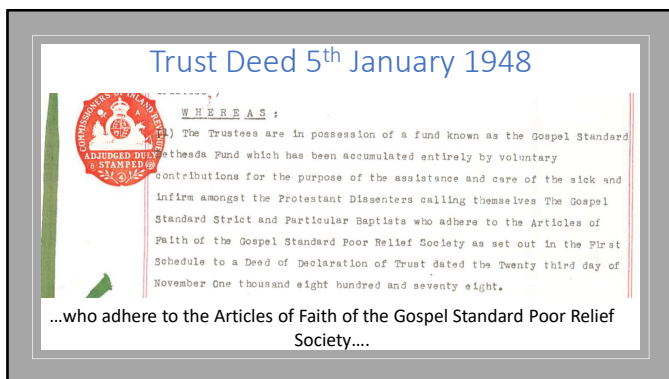 Trust Deed 5th January 1948
WHEREAS:
COMMISSIONERS OF INLAND REVENUE
ADJUDGED DULY
STAMPED
The Trustees are in possession of a fund known as the Gospel Standard
Bethesda Fund which has been accumulated entirely by voluntary
contributions for the purpose of the assistance and care of the sick and
infirm amongst the Protestant Dissenters calling themselves The Gospel
Standard Strict and Particular Baptists who adhere to the Articles of
Faith of the Gospel Standard Poor Relief Society as set out in the First
Schedule to a Deed of Declaration of Trust dated the Twenty third day of
November One thousand eight hundred and seventy eight.
…who adhere to the Articles of Faith of the Gospel Standard Poor Relief
Society….